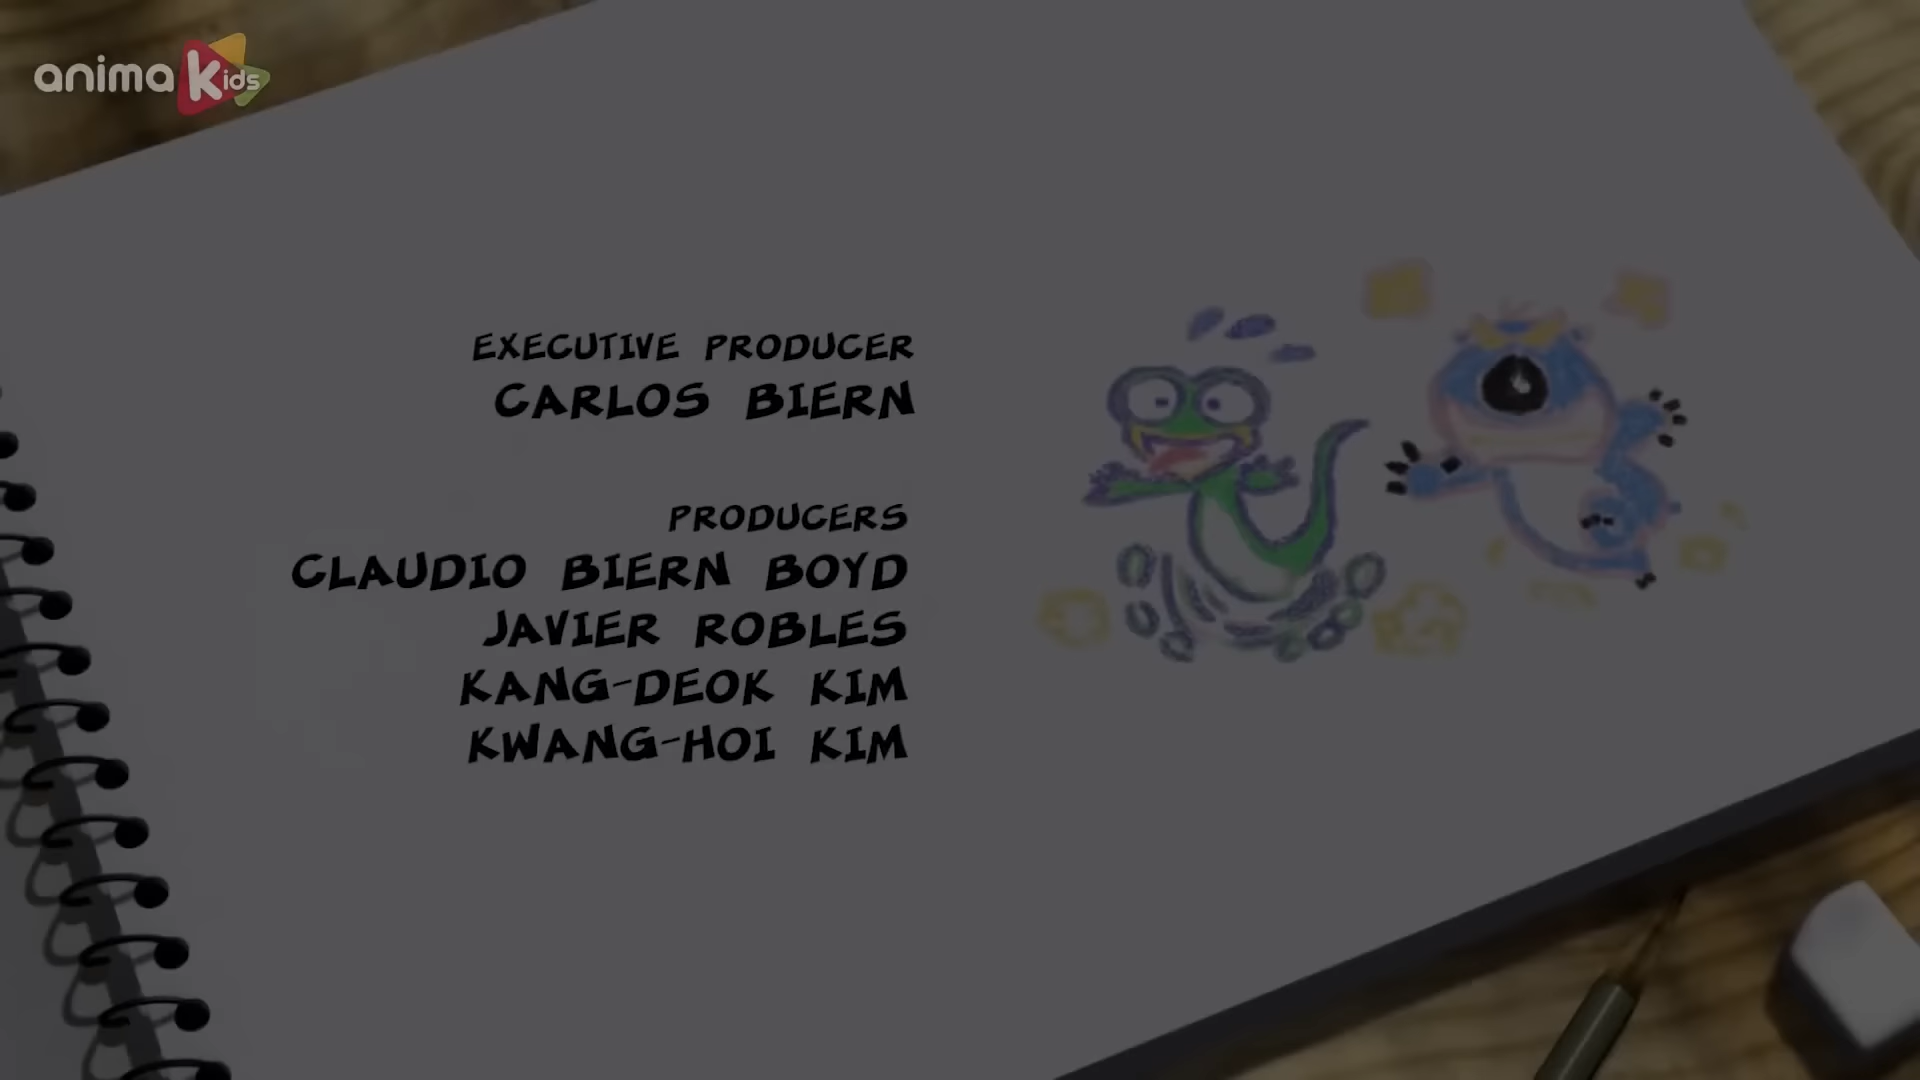 anima Kids
EXECUTIVE PRODUCER
CARLOS BIERN
PRODUCERS
CLAUDIO BIERN BOYD
JAVIER ROBLES
KANG-DEOK KIM
KWANG-HOI KIM